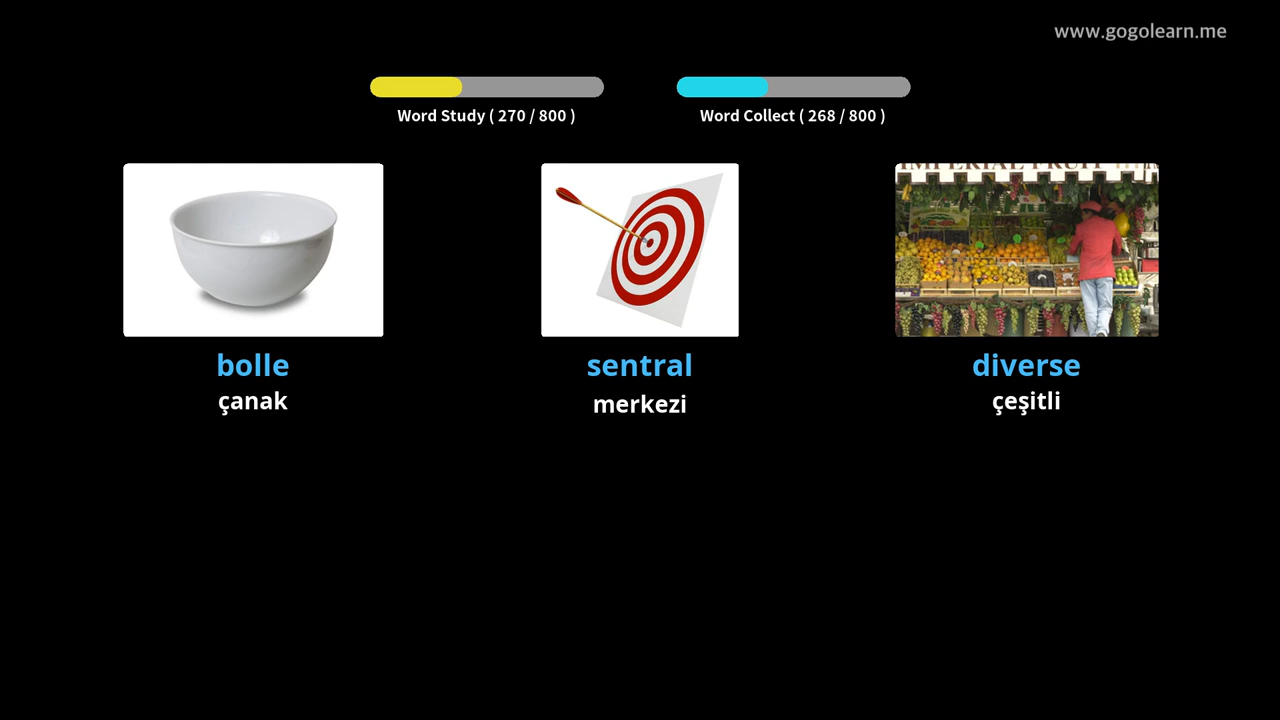 www.gogolearn.me
Word Study ( 270 / 800 )
Word Collect ( 268 / 800 )
bolle
çanak
sentral
merkezi
diverse
çeşitli